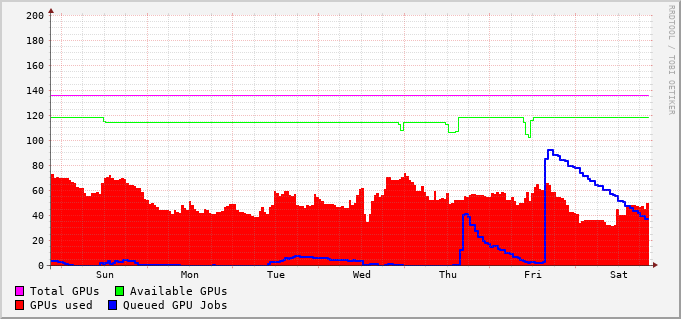 200
180
160
140
120
100
80
60
40
20
0
Sun Mon Tue Wed Thu Fri Sat
Total GPUs Available GPUs
GPUs used Queued GPU Jobs
RRDTOOL / TOBI OETIKER